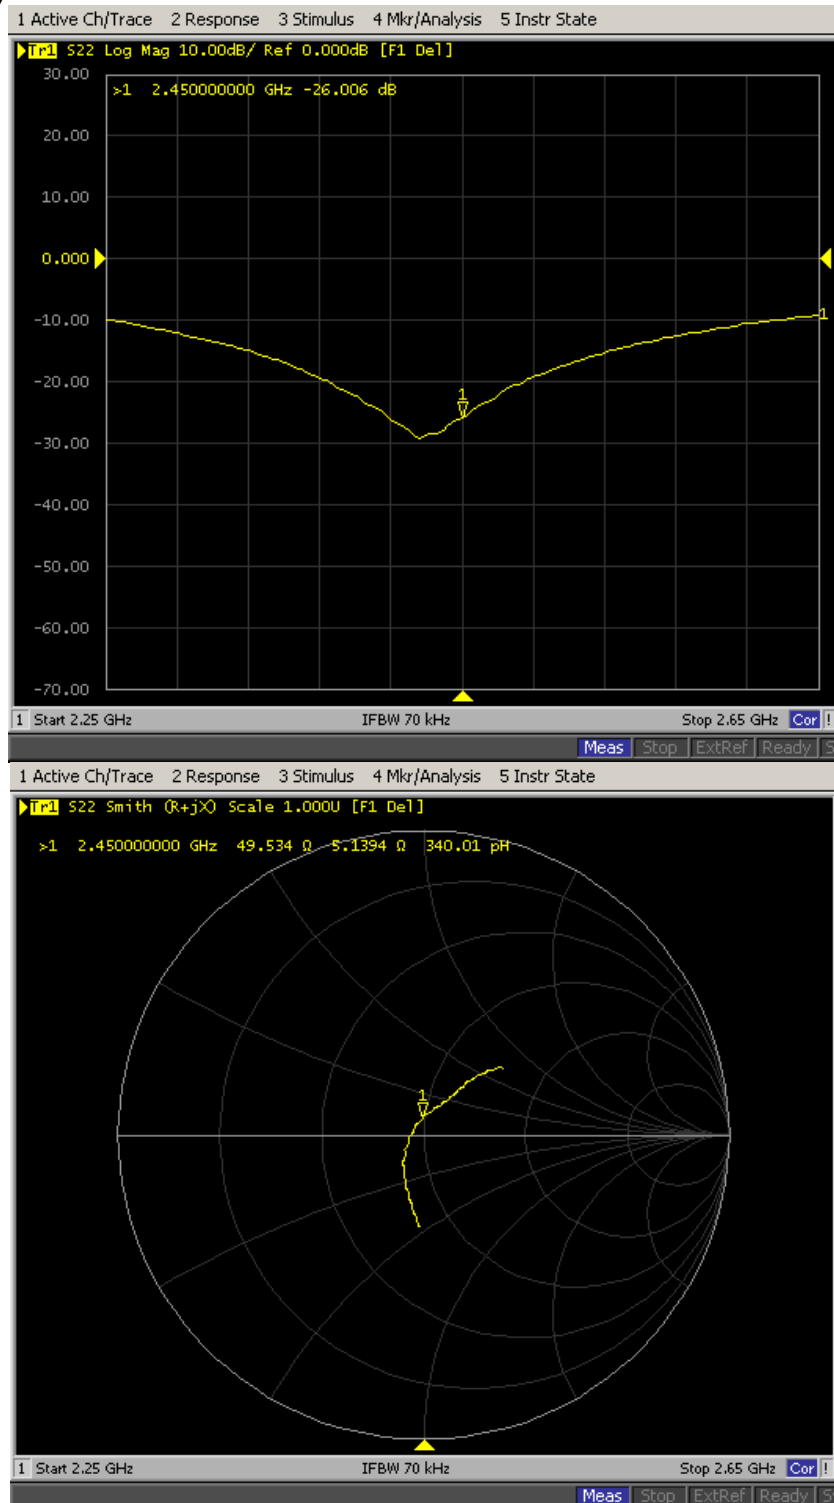 1 Active Ch/Trace 2 Response 3 Stimulus 4 Mkr/Analysis 5 Instr State
Tr1 S22 Log Mag 10.00dB/ Ref 0.000dB [F1 Del]
30.00
>1 2.450000000 GHz -26.006 dB
20.00
10.00
0.000
-10.00
1
-20.00
1
-30.00
-40.00
-50.00
-60.00
-70.00
1 Start 2.25 GHz IFBW 70 kHz Stop 2.65 GHz Cor !
Meas Stop ExtRef Ready S
1 Active Ch/Trace 2 Response 3 Stimulus 4 Mkr/Analysis 5 Instr State
Tr1 S22 Smith (R+jX) Scale 1.000U [F1 Del]
>1 2.450000000 GHz 49.534 Ω 5.1394 Ω 340.01 pH
1
1 Start 2.25 GHz IFBW 70 kHz Stop 2.65 GHz Cor !
Meas Stop ExtRef Ready S